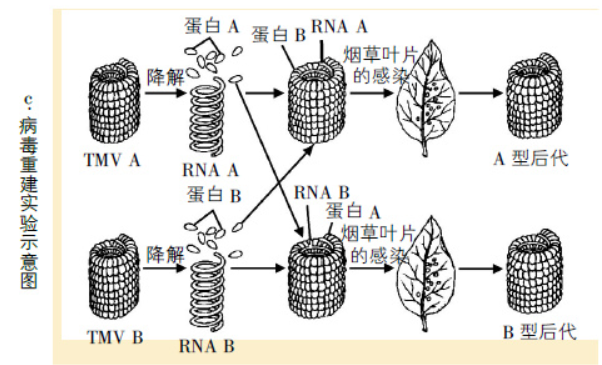 c.病毒重建实验示意图
蛋白 A
蛋白 B
RNA A
降解
烟草叶片
的感染
TMV A
RNA A
A 型后代
蛋白 B
RNA B
蛋白 A
降解
烟草叶片
的感染
TMV B
RNA B
B 型后代